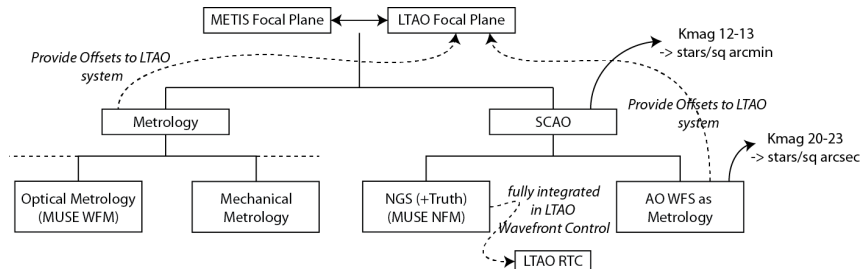 METIS Focal Plane
LTAO Focal Plane
Kmag 12-13
-> stars/sq arcmin
Provide Offsets to LTAO
system
Provide Offsets to LTAO
system
Metrology
SCAO
Kmag 20-23
-> stars/sq arcsec
Optical Metrology
(MUSE WFM)
Mechanical
Metrology
NGS (+Truth)
(MUSE NFM)
fully integrated
in LTAO
Wavefront Control
AO WFS as
Metrology
LTAO RTC